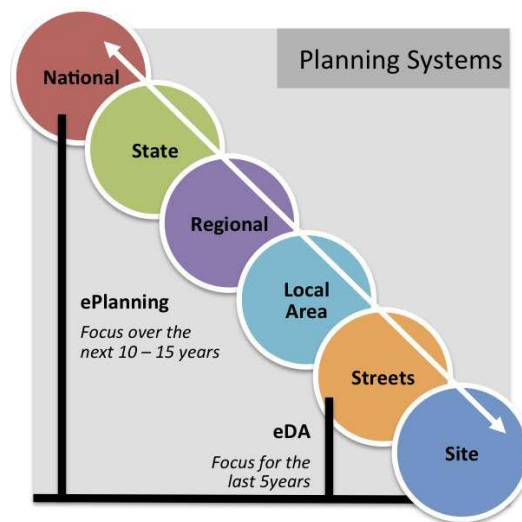 Planning Systems
National
State
Regional
Local
Area
Streets
Site
ePlanning
Focus over the
next 10 – 15 years
eDA
Focus for the
last 5years